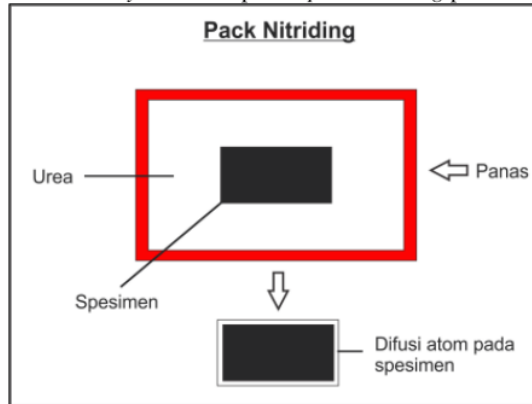 Pack Nitriding
Urea
Panas
Spesimen
Difusi atom pada
spesimen